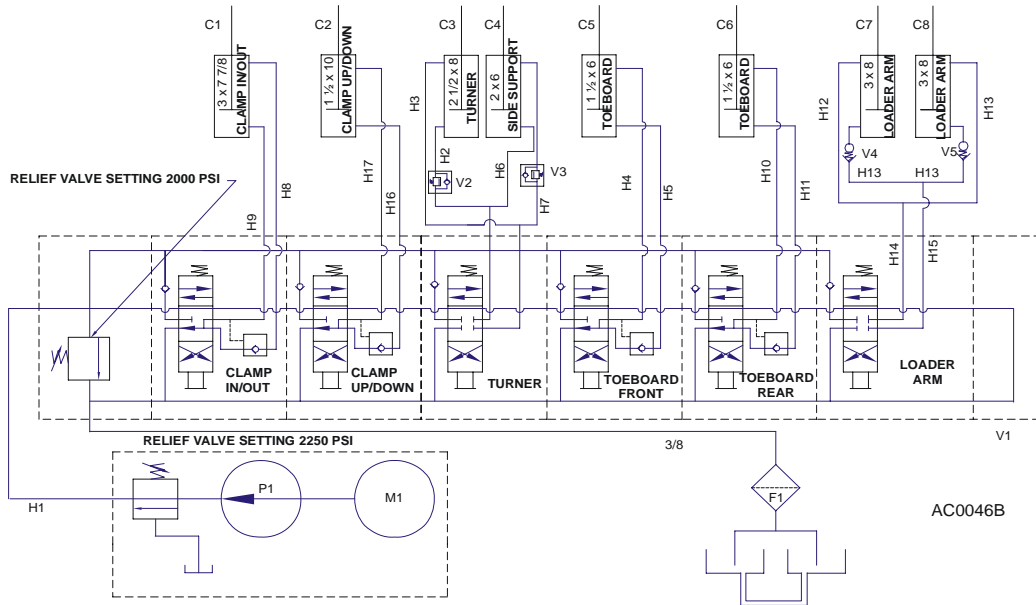 C1
C2
C3
C4
C5
C6
C7
C8
3 x 7 7/8
CLAMP IN/OUT
1 ½ x 10
CLAMP UP/DOWN
2 1/2 x 8
TURNER
2 x 6
SIDE SUPPORT
1 ½ x 6
TOEBOARD
1 ½ x 6
TOEBOARD
3 x 8
LOADER ARM
3 x 8
LOADER ARM
H3
H12
H13
H2
H6
V2
V3
H7
V4
V5
H13
H13
H9
H8
H17
H16
H4
H5
H10
H11
H14
H15
RELIEF VALVE SETTING 2000 PSI
CLAMP
IN/OUT
CLAMP
UP/DOWN
TURNER
TOEBOARD
FRONT
TOEBOARD
REAR
LOADER
ARM
V1
RELIEF VALVE SETTING 2250 PSI
3/8
H1
P1
M1
F1
AC0046B